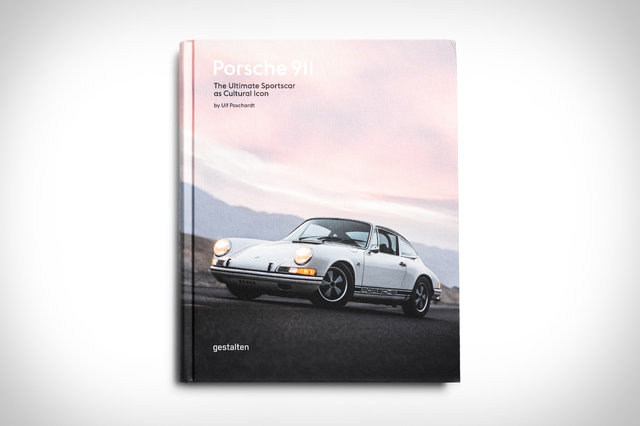 Porsche 911
The Ultimate Sportscar
as Cultural Icon
by Ulf Poschardt
PORSCHE
gestalten